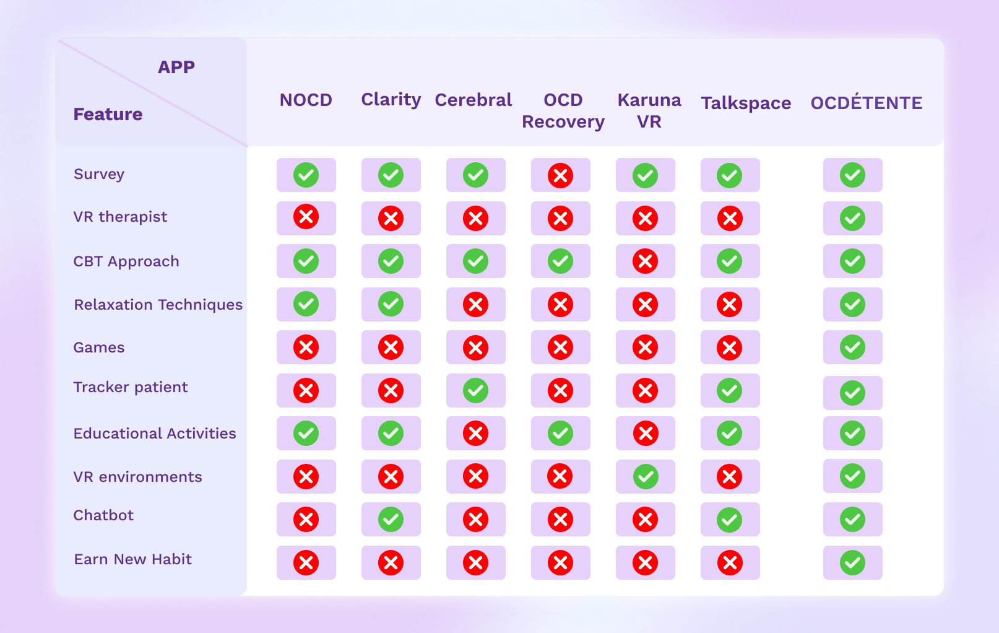 APP
Feature
NOCD
Clarity
Cerebral
OCD
Recovery
Karuna
VR
Talkspace
OCDÉTENTE
Survey
VR therapist
CBT Approach
Relaxation Techniques
Games
Tracker patient
Educational Activities
VR environments
Chatbot
Earn New Habit